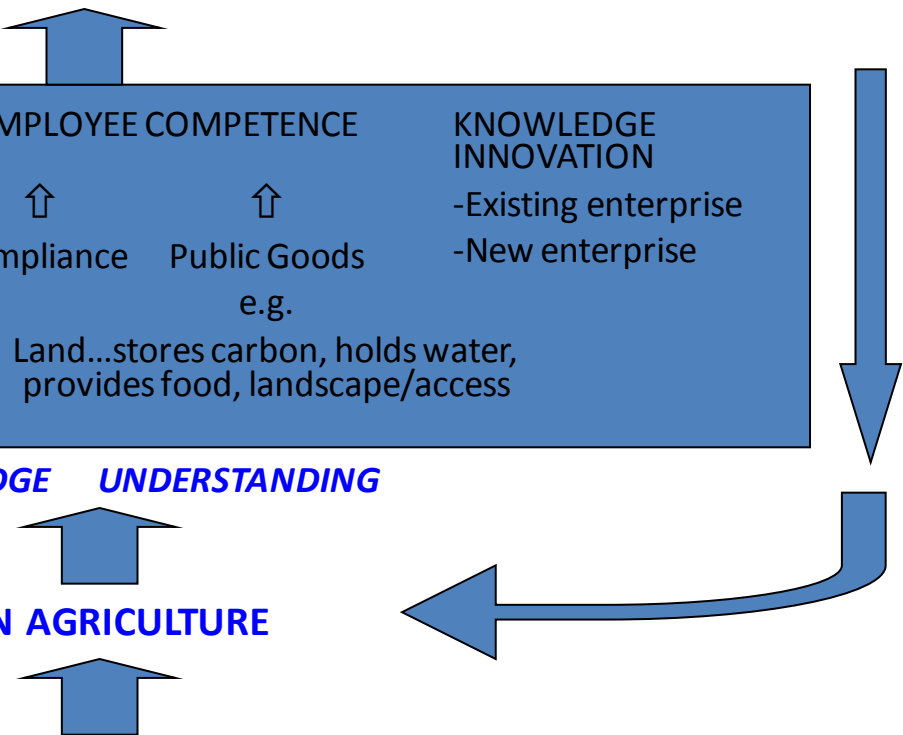 MPLOYEE COMPETENCE
KNOWLEDGE
INNOVATION
-Existing enterprise
-New enterprise
mpliance Public Goods
e.g.
Land...stores carbon, holds water,
provides food, landscape/access
DGE UNDERSTANDING
N AGRICULTURE